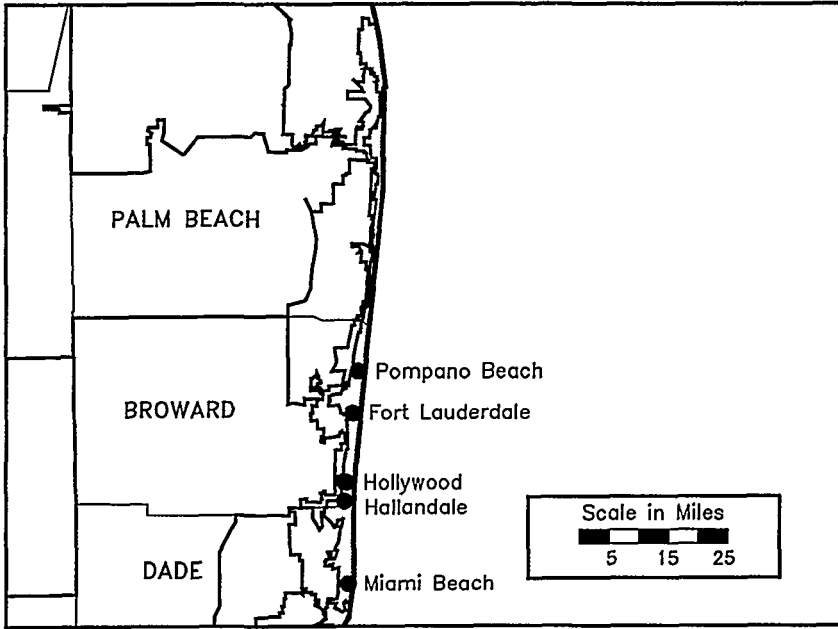 PALM BEACH
Pompano Beach
BROWARD
Fort Lauderdale
Hollywood
Hallandale
Scale in Miles
5 15 25
DADE
Miami Beach